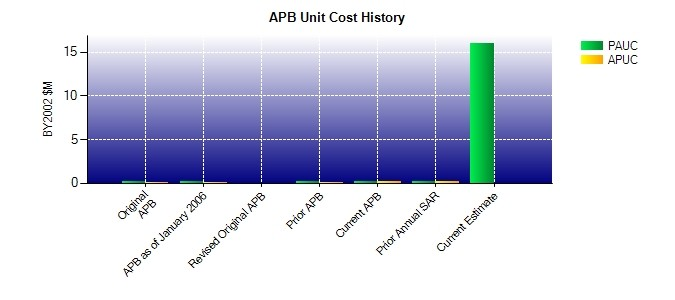 APB Unit Cost History
PAUC
APUC
BY2002 $M
15
10
5
0
Original
APB
APB as of January 2006
Revised Original APB
Prior APB
Current APB
Prior Annual SAR
Current Estimate